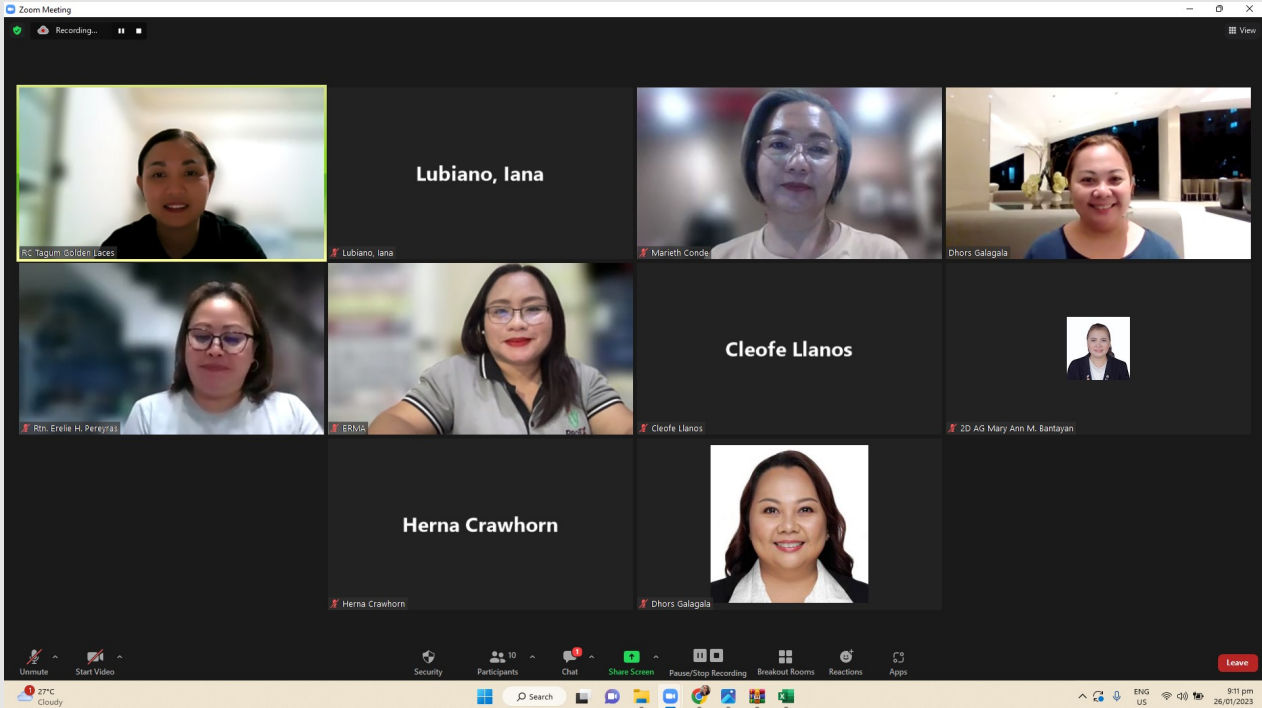 Zoom Meeting
Recording...
View
RC Tagum Golden Laces
Lubiano, Iana
Lubiano, Iana
Marieth Conde
Dhors Galagala
Rtn. Erelie H. Pereyras
ERMA
Cleofe Llanos
Cleofe Llanos
2D AG Mary Ann M. Bantayan
Herna Crawhorn
Herna Crawhorn
Dhors Galagala
Unmute
Start Video
Security
10
Participants
1
Chat
Share Screen
Pause/Stop Recording
Breakout Rooms
Reactions
Apps
Leave
1
27°C
Cloudy
Search
ENG
US
9:11 pm
26/01/2023